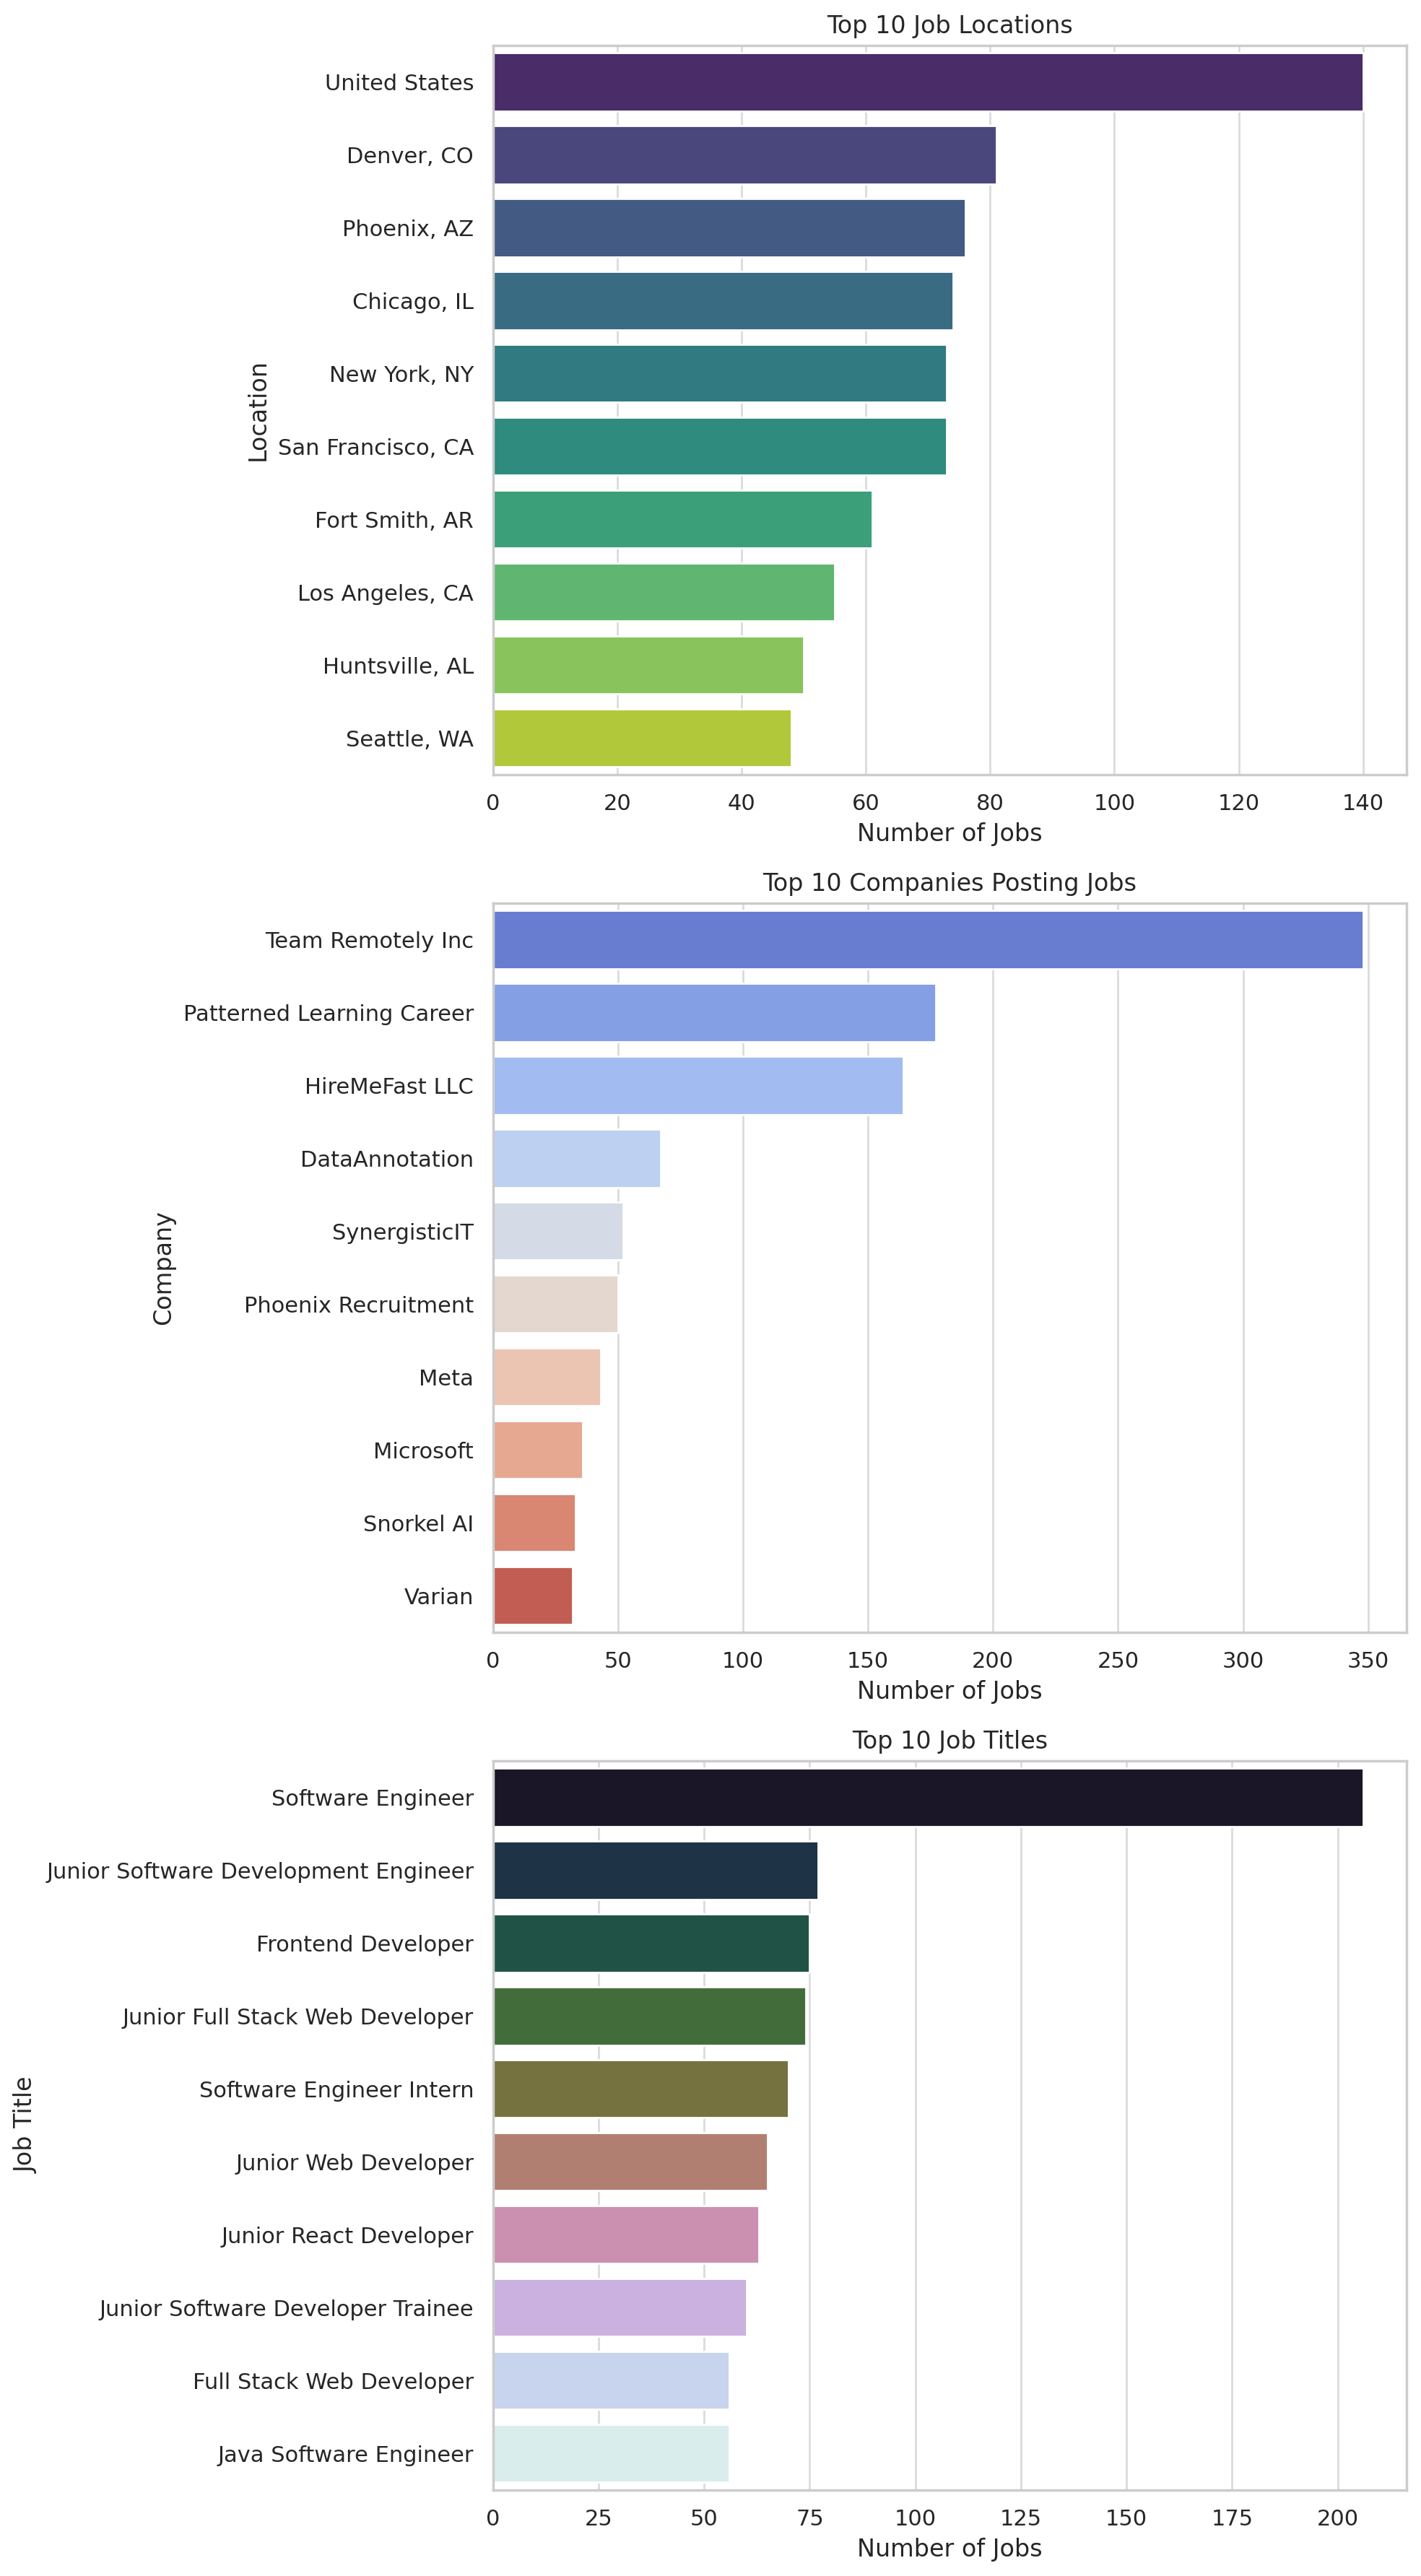 Top 10 Job Locations
Location
United States
Denver, CO
Phoenix, AZ
Chicago, IL
New York, NY
San Francisco, CA
Fort Smith, AR
Los Angeles, CA
Huntsville, AL
Seattle, WA
0 20 40 60 80 100 120 140
Number of Jobs
Top 10 Companies Posting Jobs
Company
Team Remotely Inc
Patterned Learning Career
HireMeFast LLC
DataAnnotation
SynergisticIT
Phoenix Recruitment
Meta
Microsoft
Snorkel AI
Varian
0 50 100 150 200 250 300 350
Number of Jobs
Top 10 Job Titles
Job Title
Software Engineer
Junior Software Development Engineer
Frontend Developer
Junior Full Stack Web Developer
Software Engineer Intern
Junior Web Developer
Junior React Developer
Junior Software Developer Trainee
Full Stack Web Developer
Java Software Engineer
0 25 50 75 100 125 150 175 200
Number of Jobs